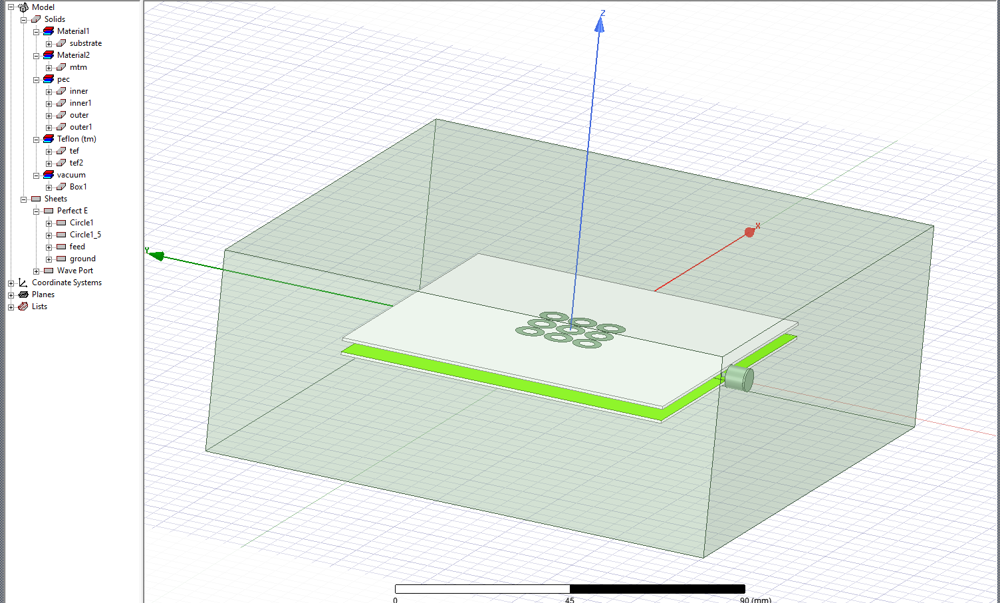 Model
Solids
Material1
substrate
Material2
mtm
pec
inner
inner1
outer
outer1
Teflon (tm)
tef
tef2
vacuum
Box1
Sheets
Perfect E
Circle1
Circle1_5
feed
ground
Wave Port
Coordinate Systems
Planes
Lists
Z
X
Y
0 45 90 (mm)